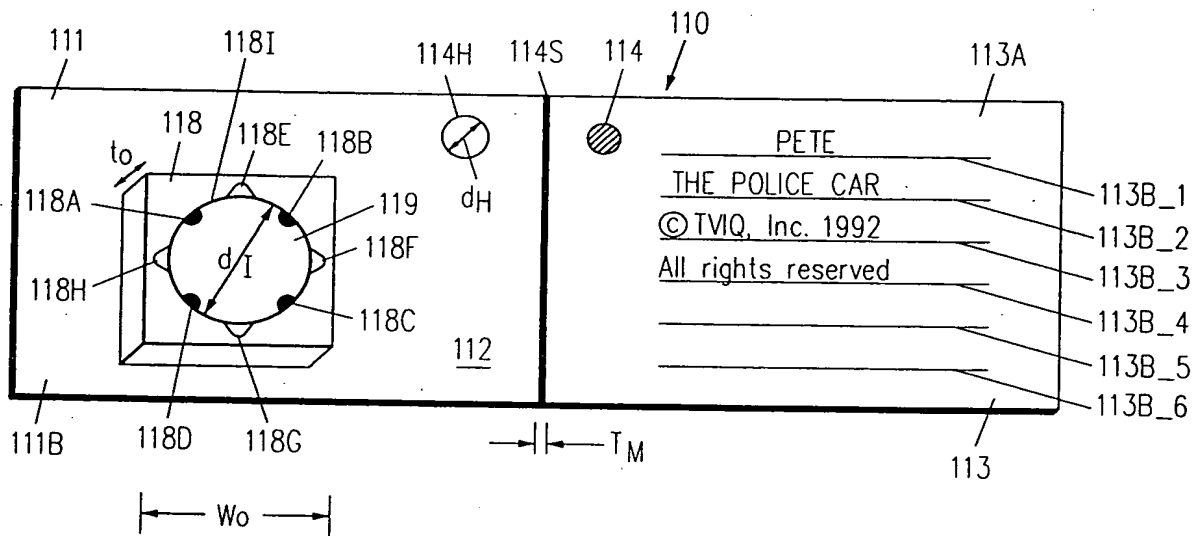 110
111 118I 114H 114S 114 113A
118 118E 118B
to
118A 119 dH
PETE
113B_1
THE POLICE CAR
113B_2
© TVIQ, Inc. 1992
113B_3
All rights reserved
113B_4
dI
118F
118H
118C
112
113B_5
113B_6
111B 118D 118G TM 113
Wo